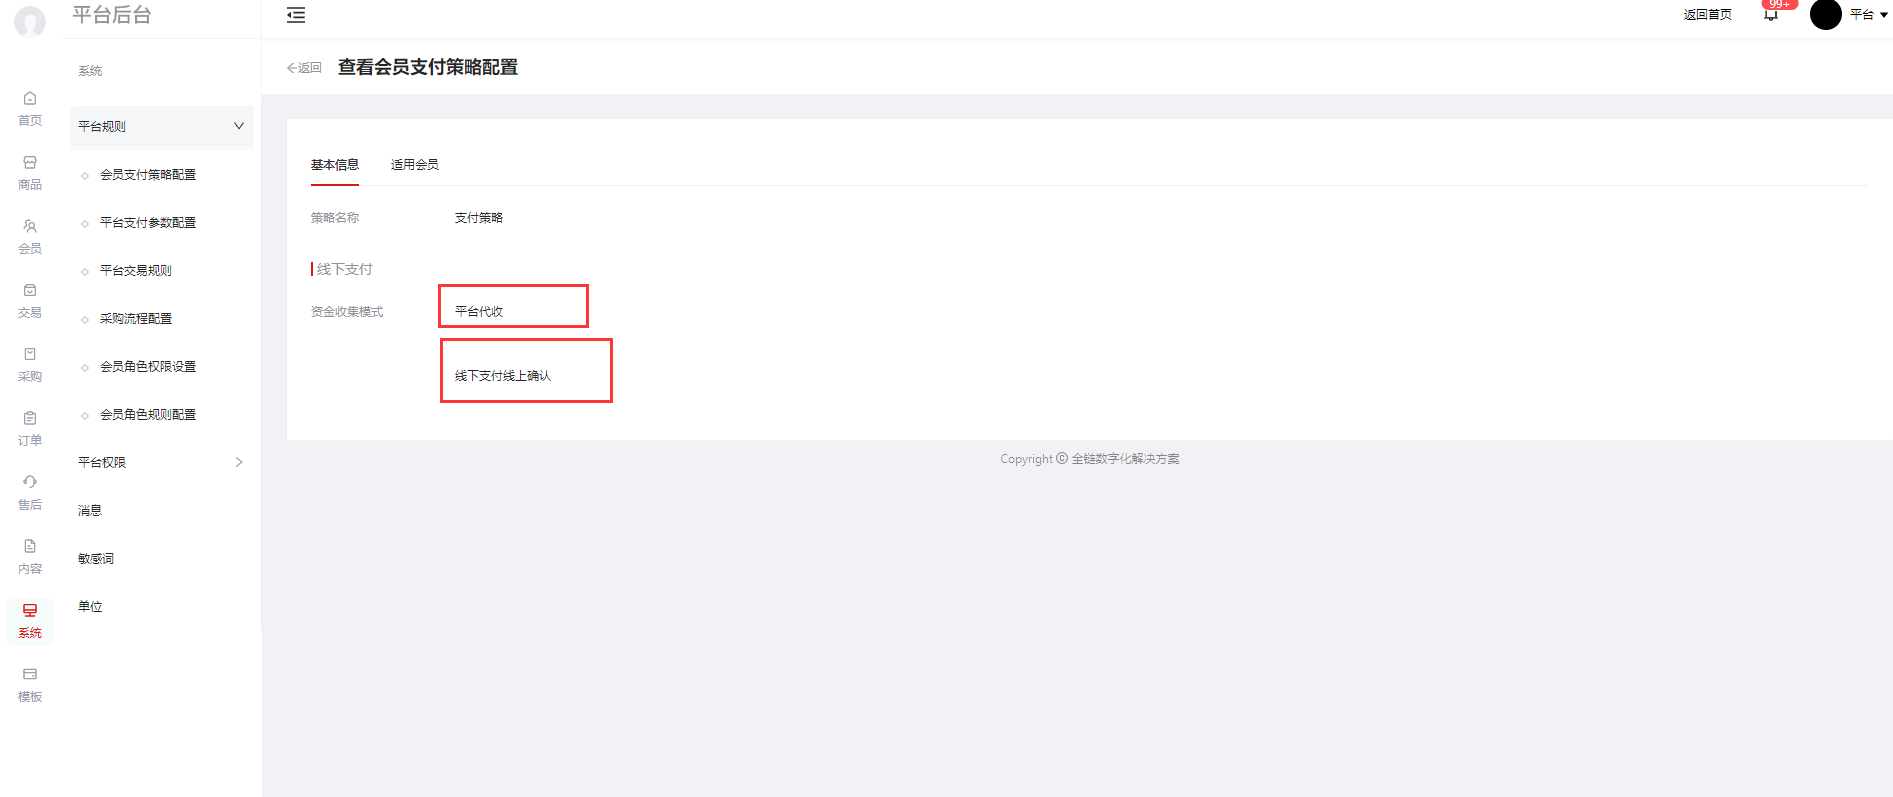 平台后台
返回首页
99+
平台
首页
商品
会员
交易
采购
订单
售后
内容
系统
模板
系统
平台规则
会员支付策略配置
平台支付参数配置
平台交易规则
采购流程配置
会员角色权限设置
会员角色规则配置
平台权限
消息
敏感词
单位
返回 查看会员支付策略配置
基本信息 适用会员
策略名称 支付策略
线下支付
资金收集模式 平台代收
线下支付线上确认
Copyright © 全链数字化解决方案